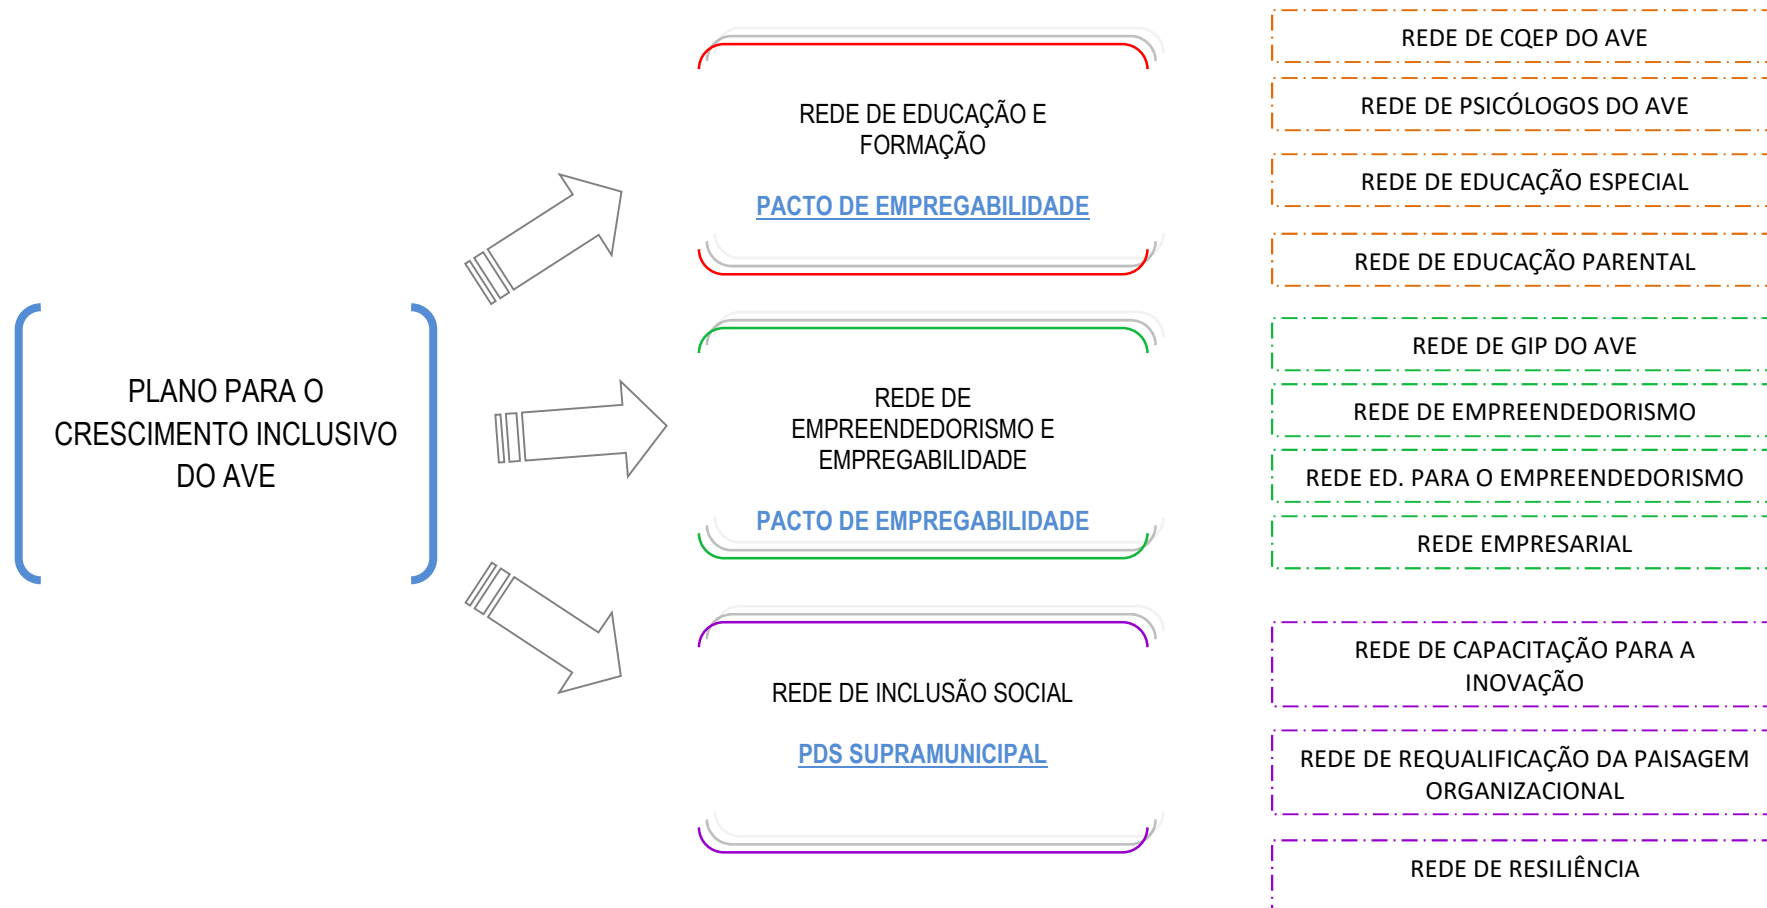 PLANO PARA O
CRESCIMENTO INCLUSIVO
DO AVE
REDE DE EDUCAÇÃO E
FORMAÇÃO
PACTO DE EMPREGABILIDADE
REDE DE
EMPREENDEDORISMO E
EMPREGABILIDADE
PACTO DE EMPREGABILIDADE
REDE DE INCLUSÃO SOCIAL
PDS SUPRAMUNICIPAL
REDE DE CQEP DO AVE
REDE DE PSICÓLOGOS DO AVE
REDE DE EDUCAÇÃO ESPECIAL
REDE DE EDUCAÇÃO PARENTAL
REDE DE GIP DO AVE
REDE DE EMPREENDEDORISMO
REDE ED. PARA O EMPREENDEDORISMO
REDE EMPRESARIAL
REDE DE CAPACITAÇÃO PARA A
INOVAÇÃO
REDE DE REQUALIFICAÇÃO DA PAISAGEM
ORGANIZACIONAL
REDE DE RESILIÊNCIA